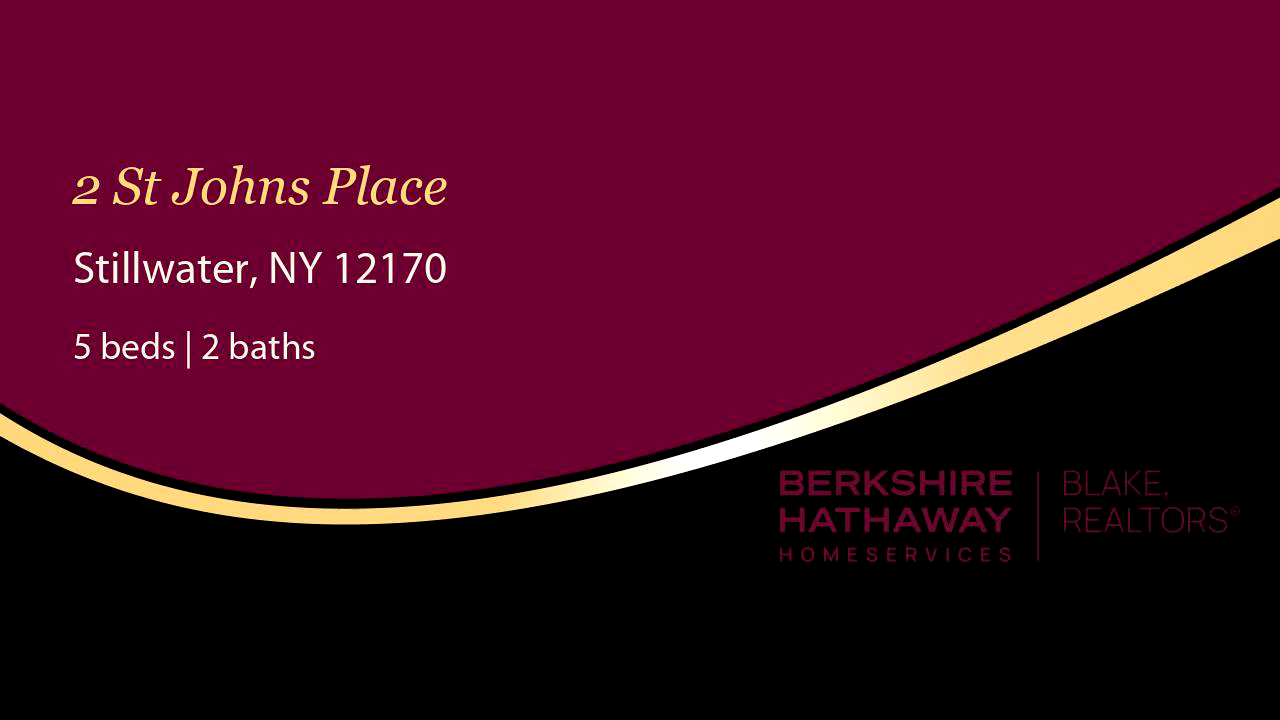 2 St Johns Place
Stillwater, NY 12170
5 beds | 2 baths
BERKSHIRE
HATHAWAY
HOMESERVICES
BLAKE,
REALTORS®